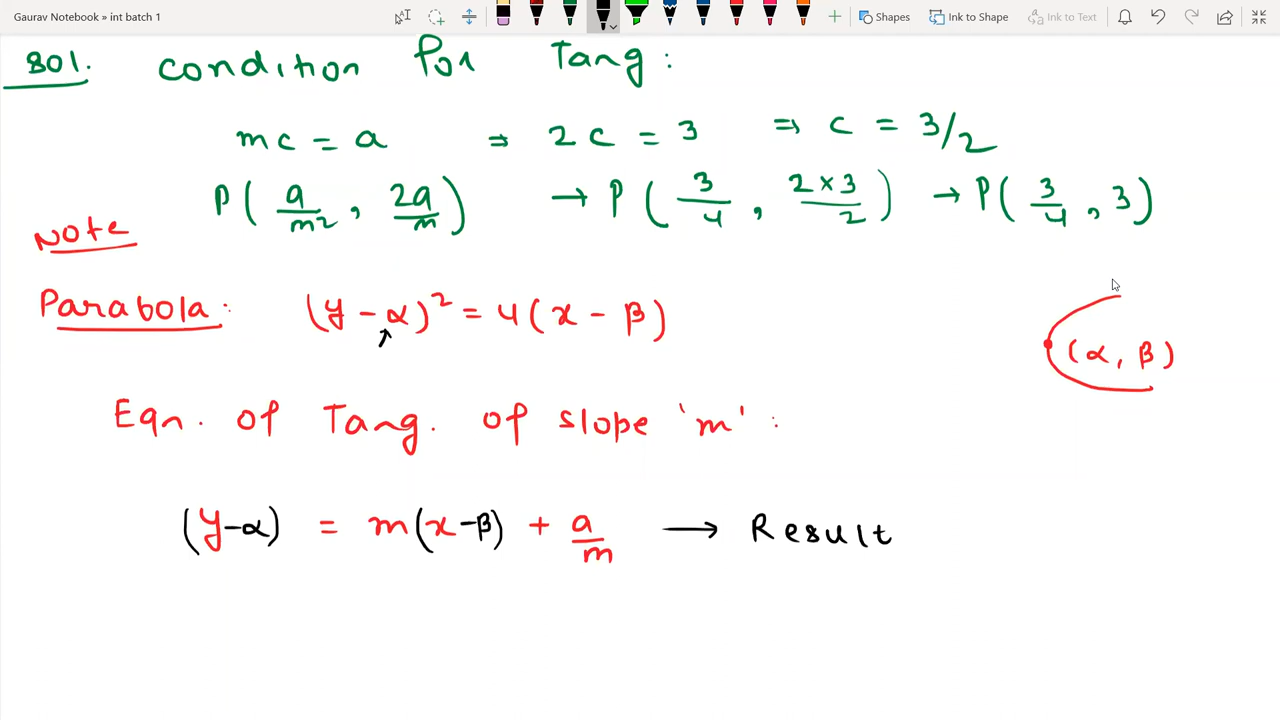 Gaurav Notebook » int batch 1
Shapes Ink to Shape Ink to Text
Sol. Condition for Tang:
mc = a ⇒ 2c = 3 ⇒ c = 3/2
P(a/m2, 2a/m) → P(3/4, 2×3/2) → P(3/4, 3)
Note
Parabola: (y - α)² = 4(x - β)
(α, β)
Eqn. of Tang. of slope 'm' :
(y-α) = m(x-β) + a/m → Result